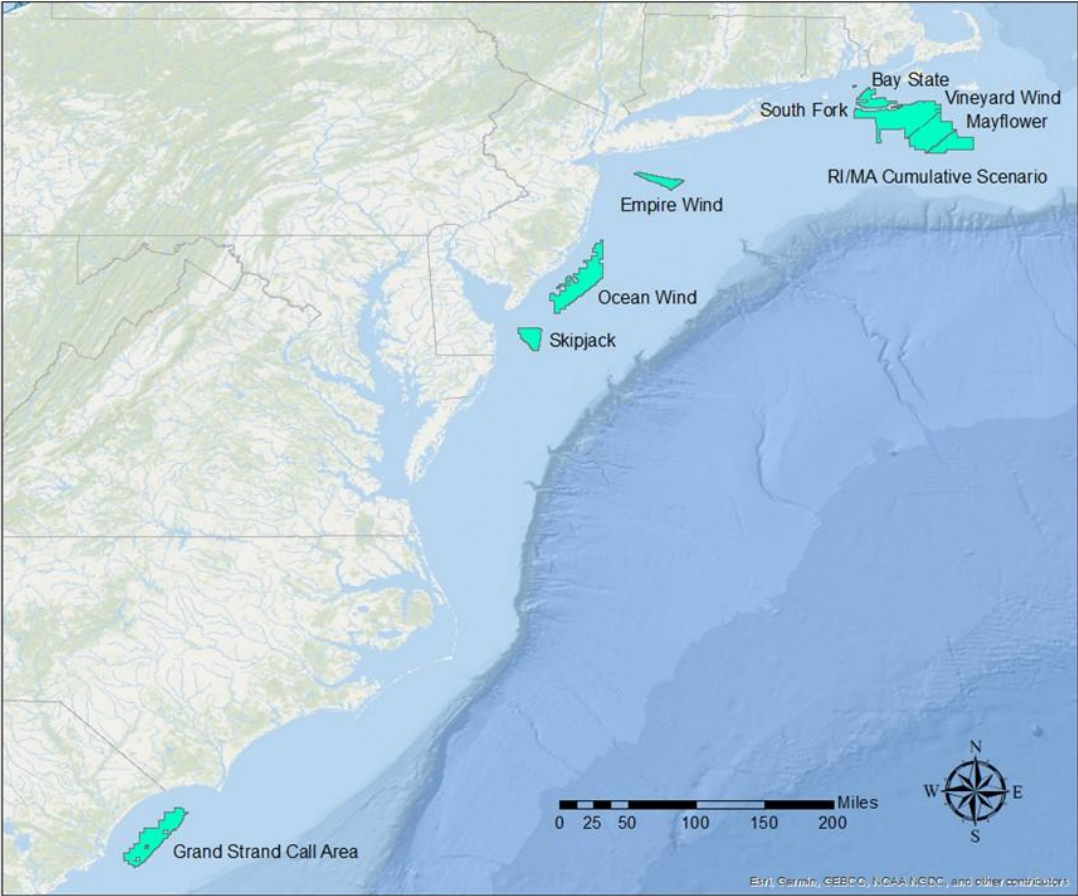 Bay State
Vineyard Wind
South Fork
Mayflower
RI/MA Cumulative Scenario
Empire Wind
Ocean Wind
Skipjack
N
W E
S
Miles
0 25 50 100 150 200
Grand Strand Call Area
Esri, Garmin, GEBCO, NOAA NGDC, and other contributors